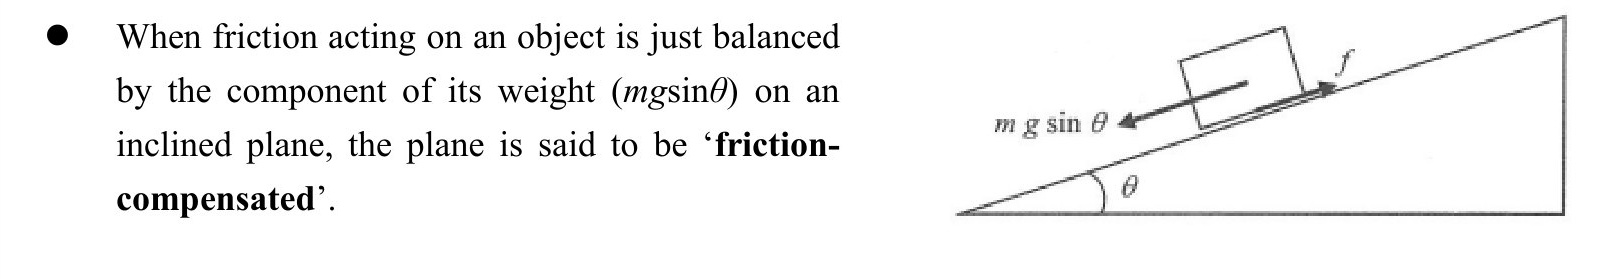 ● When friction acting on an object is just balanced
by the component of its weight (mgsinθ) on an
inclined plane, the plane is said to be ‘friction-
compensated’.
f
m g sin θ
θ